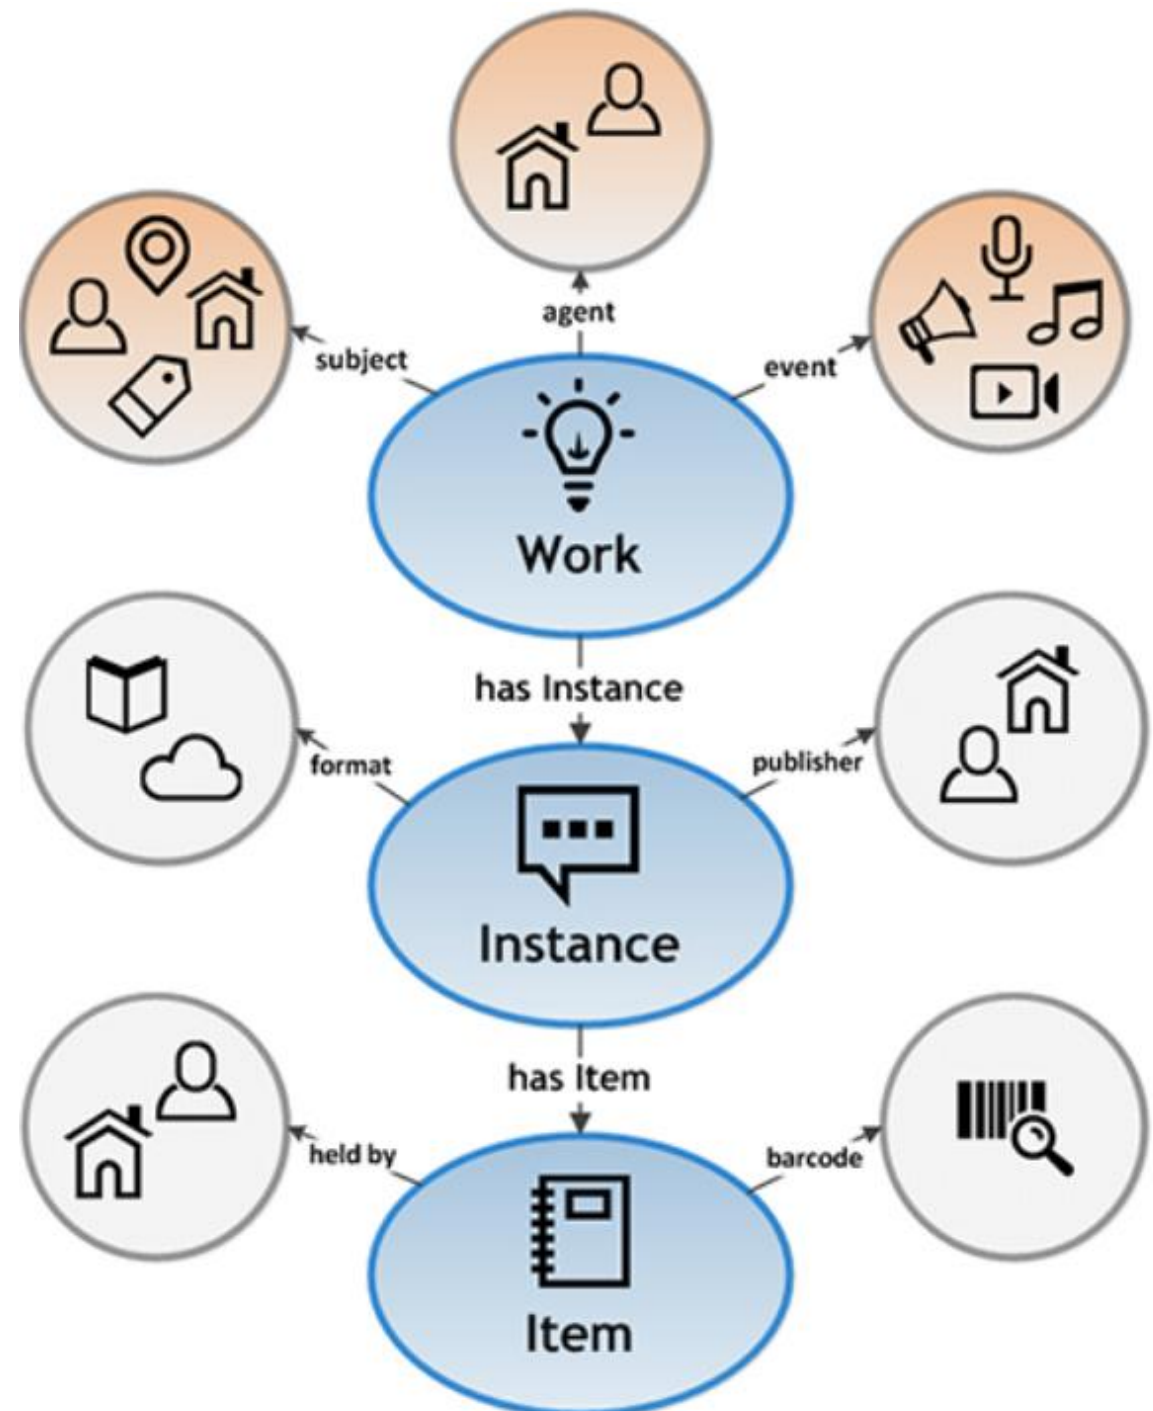 agent
subject
event
Work
has Instance
format
publisher
Instance
has Item
held by
barcode
Item